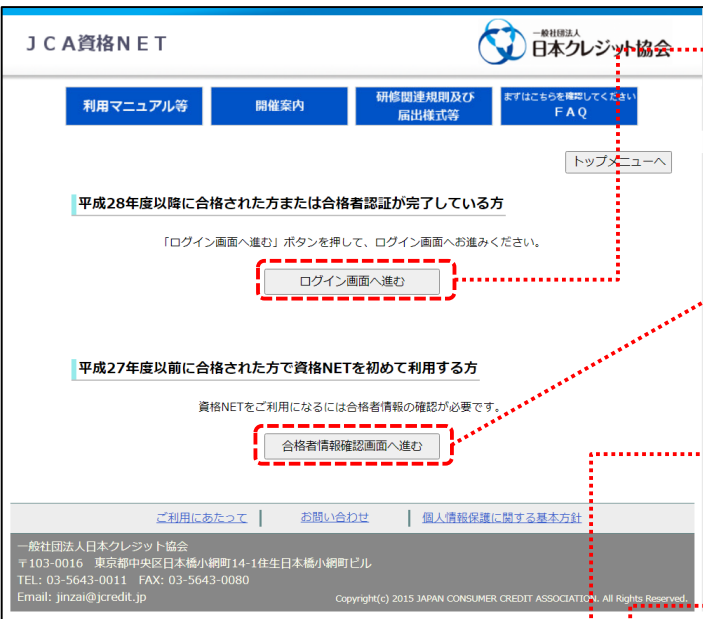 JCA資格NET
一般社団法人
日本クレジット協会
利用マニュアル等
開催案内
研修関連規則及び
届出様式等
まずはこちらを確認してください
FAQ
トップメニューへ
平成28年度以降に合格された方または合格者認証が完了している方
「ログイン画面へ進む」ボタンを押して、ログイン画面へお進みください。
ログイン画面へ進む
平成27年度以前に合格された方で資格NETを初めて利用する方
資格NETをご利用になるには合格者情報の確認が必要です。
合格者情報確認画面へ進む
ご利用にあたって
お問い合わせ
個人情報保護に関する基本方針
一般社団法人日本クレジット協会
〒103-0016 東京都中央区日本橋小網町14-1住生日本橋小網町ビル
TEL: 03-5643-0011 FAX: 03-5643-0080
Email: jinzai@jcredit.jp
Copyright(c) 2015 JAPAN CONSUMER CREDIT ASSOCIATION. All Rights Reserved.